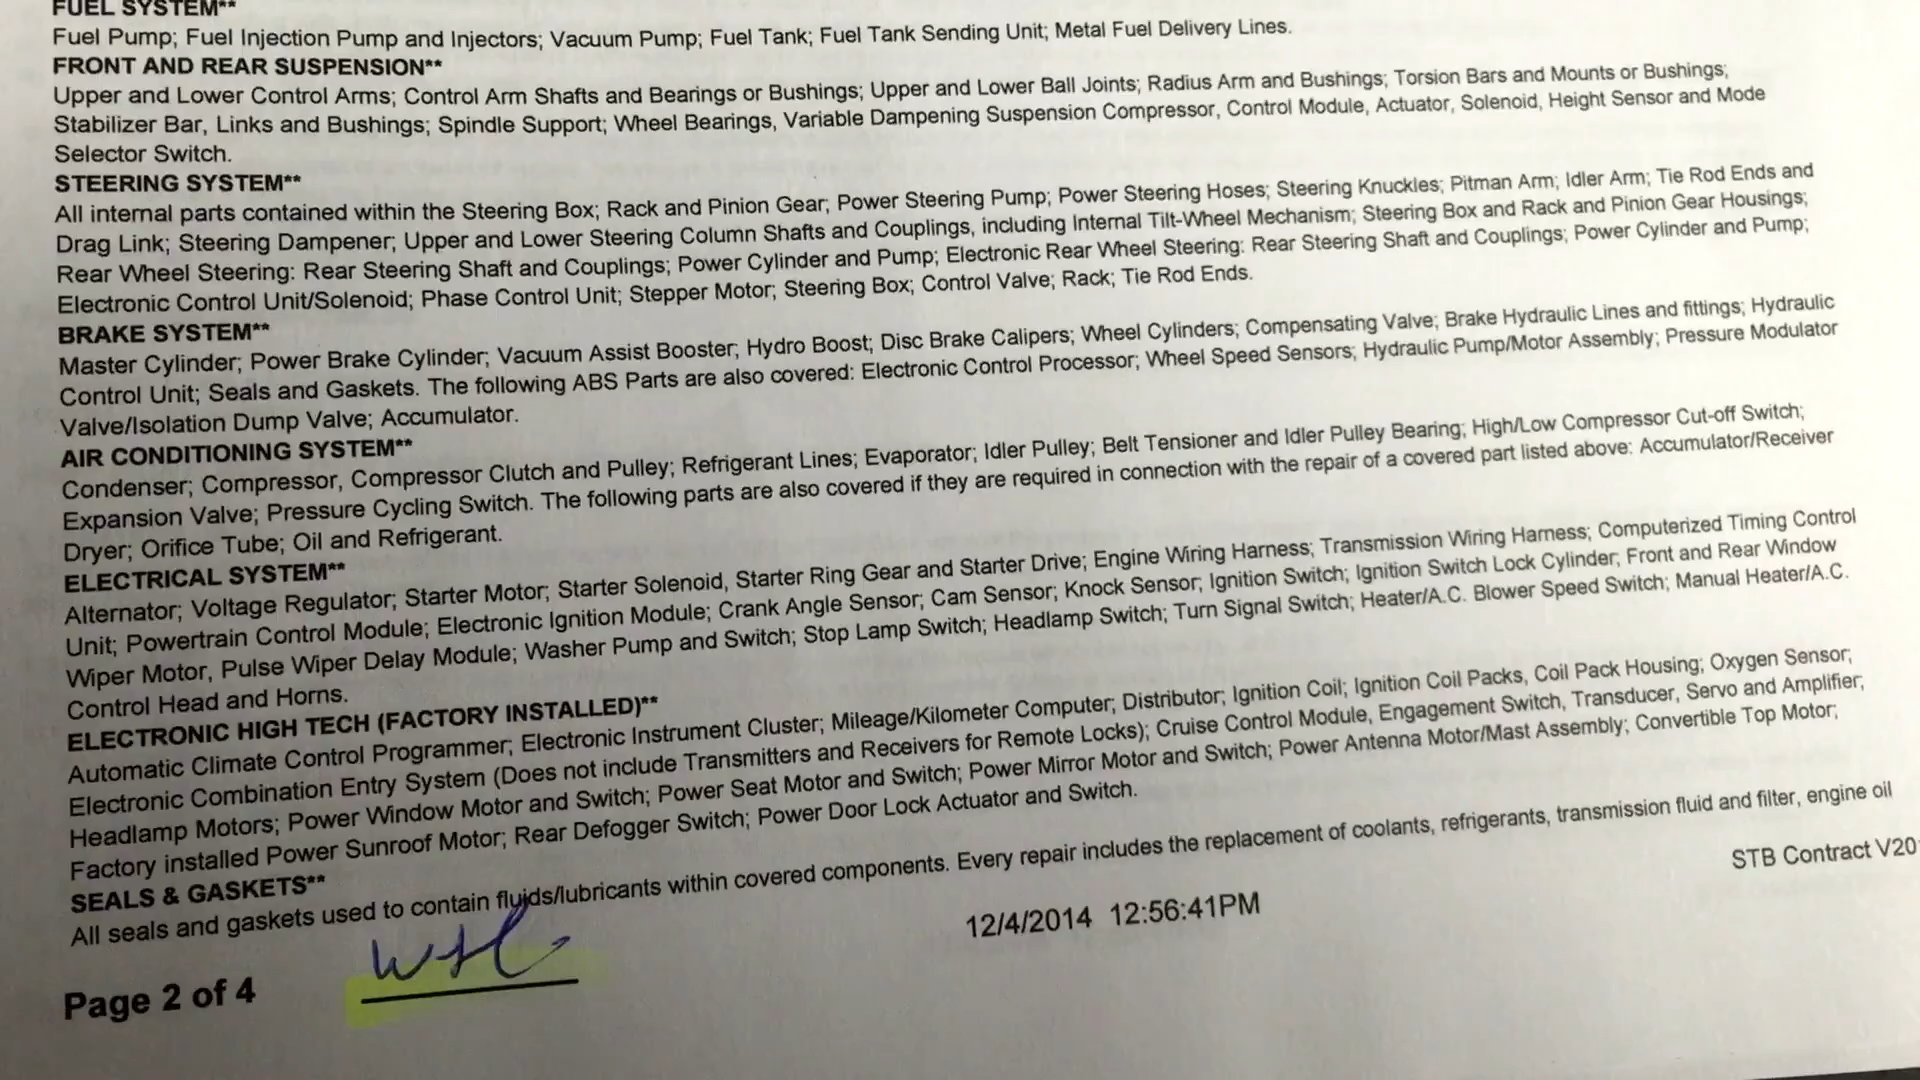 FUEL SYSTEM**
Fuel Pump; Fuel Injection Pump and Injectors; Vacuum Pump; Fuel Tank; Fuel Tank Sending Unit; Metal Fuel Delivery Lines.
FRONT AND REAR SUSPENSION**
Upper and Lower Control Arms; Control Arm Shafts and Bearings or Bushings; Upper and Lower Ball Joints; Radius Arm and Bushings; Torsion Bars and Mounts or Bushings;
Stabilizer Bar, Links and Bushings; Spindle Support; Wheel Bearings, Variable Dampening Suspension Compressor, Control Module, Actuator, Solenoid, Height Sensor and Mode
Selector Switch.
STEERING SYSTEM**
All internal parts contained within the Steering Box; Rack and Pinion Gear; Power Steering Pump; Power Steering Hoses; Steering Knuckles; Pitman Arm; Idler Arm; Tie Rod Ends and
Drag Link; Steering Dampener; Upper and Lower Steering Column Shafts and Couplings, including Internal Tilt-Wheel Mechanism; Steering Box and Rack and Pinion Gear Housings;
Rear Wheel Steering: Rear Steering Shaft and Couplings; Power Cylinder and Pump; Electronic Rear Wheel Steering: Rear Steering Shaft and Couplings; Power Cylinder and Pump;
Electronic Control Unit/Solenoid; Phase Control Unit; Stepper Motor; Steering Box; Control Valve; Rack; Tie Rod Ends.
BRAKE SYSTEM**
Master Cylinder; Power Brake Cylinder; Vacuum Assist Booster; Hydro Boost; Disc Brake Calipers; Wheel Cylinders; Compensating Valve; Brake Hydraulic Lines and fittings; Hydraulic
Control Unit; Seals and Gaskets. The following ABS Parts are also covered: Electronic Control Processor; Wheel Speed Sensors; Hydraulic Pump/Motor Assembly; Pressure Modulator
Valve/Isolation Dump Valve; Accumulator.
AIR CONDITIONING SYSTEM**
Condenser; Compressor, Compressor Clutch and Pulley; Refrigerant Lines; Evaporator; Idler Pulley; Belt Tensioner and Idler Pulley Bearing; High/Low Compressor Cut-off Switch;
Expansion Valve; Pressure Cycling Switch. The following parts are also covered if they are required in connection with the repair of a covered part listed above: Accumulator/Receiver
Dryer; Orifice Tube; Oil and Refrigerant.
ELECTRICAL SYSTEM**
Alternator; Voltage Regulator; Starter Motor; Starter Solenoid, Starter Ring Gear and Starter Drive; Engine Wiring Harness; Transmission Wiring Harness; Computerized Timing Control
Unit; Powertrain Control Module; Electronic Ignition Module; Crank Angle Sensor; Cam Sensor; Knock Sensor; Ignition Switch; Ignition Switch Lock Cylinder; Front and Rear Window
Wiper Motor, Pulse Wiper Delay Module; Washer Pump and Switch; Stop Lamp Switch; Headlamp Switch; Turn Signal Switch; Heater/A.C. Blower Speed Switch; Manual Heater/A.C.
Control Head and Horns.
ELECTRONIC HIGH TECH (FACTORY INSTALLED)**
Automatic Climate Control Programmer; Electronic Instrument Cluster; Mileage/Kilometer Computer; Distributor; Ignition Coil; Ignition Coil Packs, Coil Pack Housing; Oxygen Sensor;
Electronic Combination Entry System (Does not include Transmitters and Receivers for Remote Locks); Cruise Control Module, Engagement Switch, Transducer, Servo and Amplifier;
Headlamp Motors; Power Window Motor and Switch; Power Seat Motor and Switch; Power Mirror Motor and Switch; Power Antenna Motor/Mast Assembly; Convertible Top Motor;
Factory installed Power Sunroof Motor; Rear Defogger Switch; Power Door Lock Actuator and Switch.
SEALS & GASKETS**
All seals and gaskets used to contain fluids/lubricants within covered components. Every repair includes the replacement of coolants, refrigerants, transmission fluid and filter, engine oil
STB Contract V20
12/4/2014 12:56:41PM
Page 2 of 4